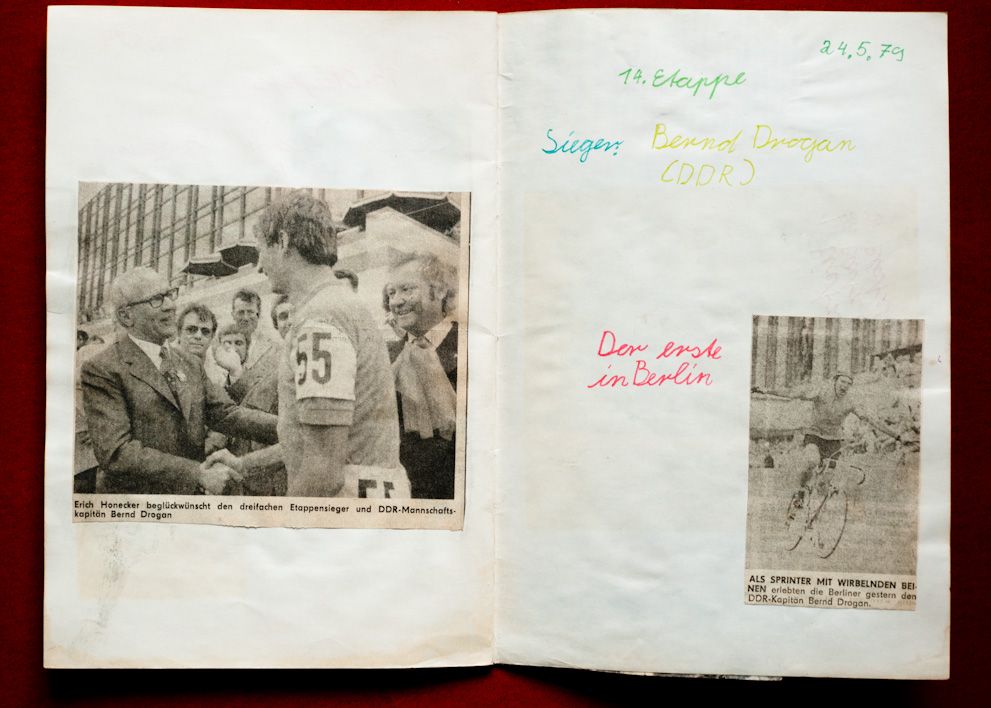 55
55
Erich Honecker beglückwünscht den dreifachen Etappensieger und DDR-Mannschafts-
kapitän Bernd Drogan
24.5.79
14. Etappe
Sieger: Bernd Drogan
(DDR)
Der erste
in Berlin
ALS SPRINTER MIT WIRBELNDEN BEI-
NEN erlebten die Berliner gestern den
DDR-Kapitän Bernd Drogan.